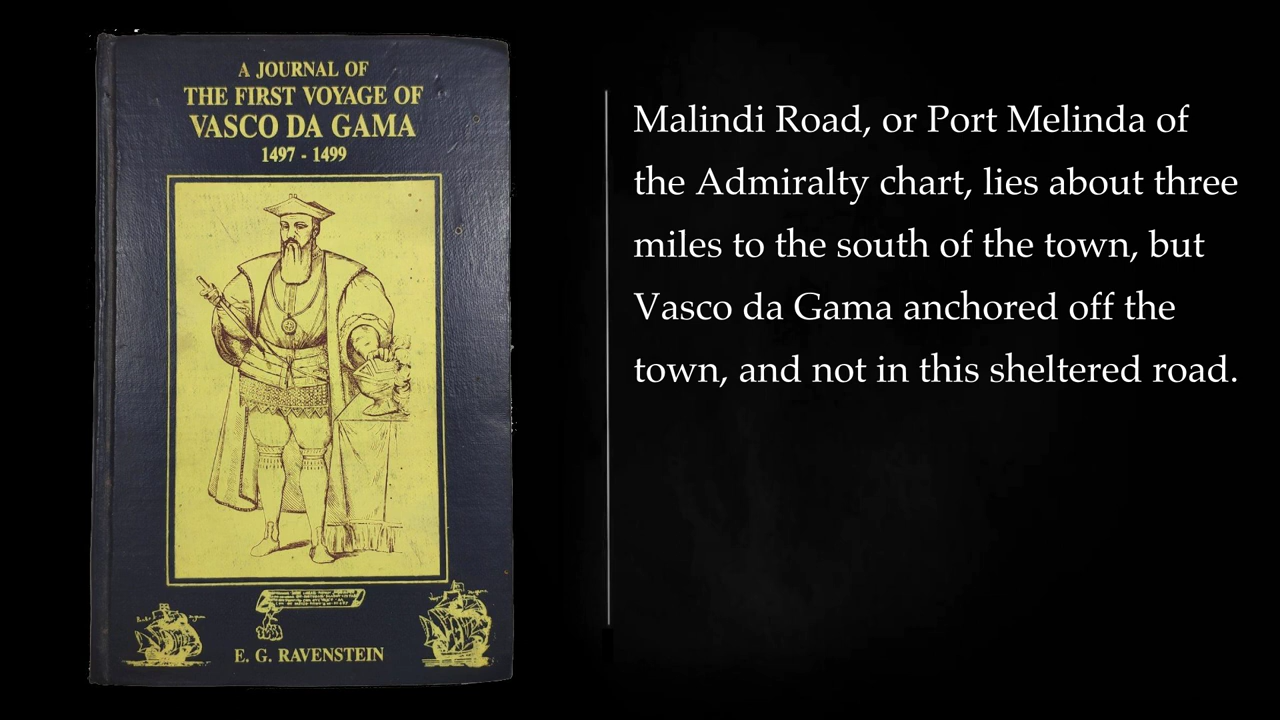 A JOURNAL OF
THE FIRST VOYAGE OF
VASCO DA GAMA
1497 - 1499
E. G. RAVENSTEIN
Malindi Road, or Port Melinda of
the Admiralty chart, lies about three
miles to the south of the town, but
Vasco da Gama anchored off the
town, and not in this sheltered road.